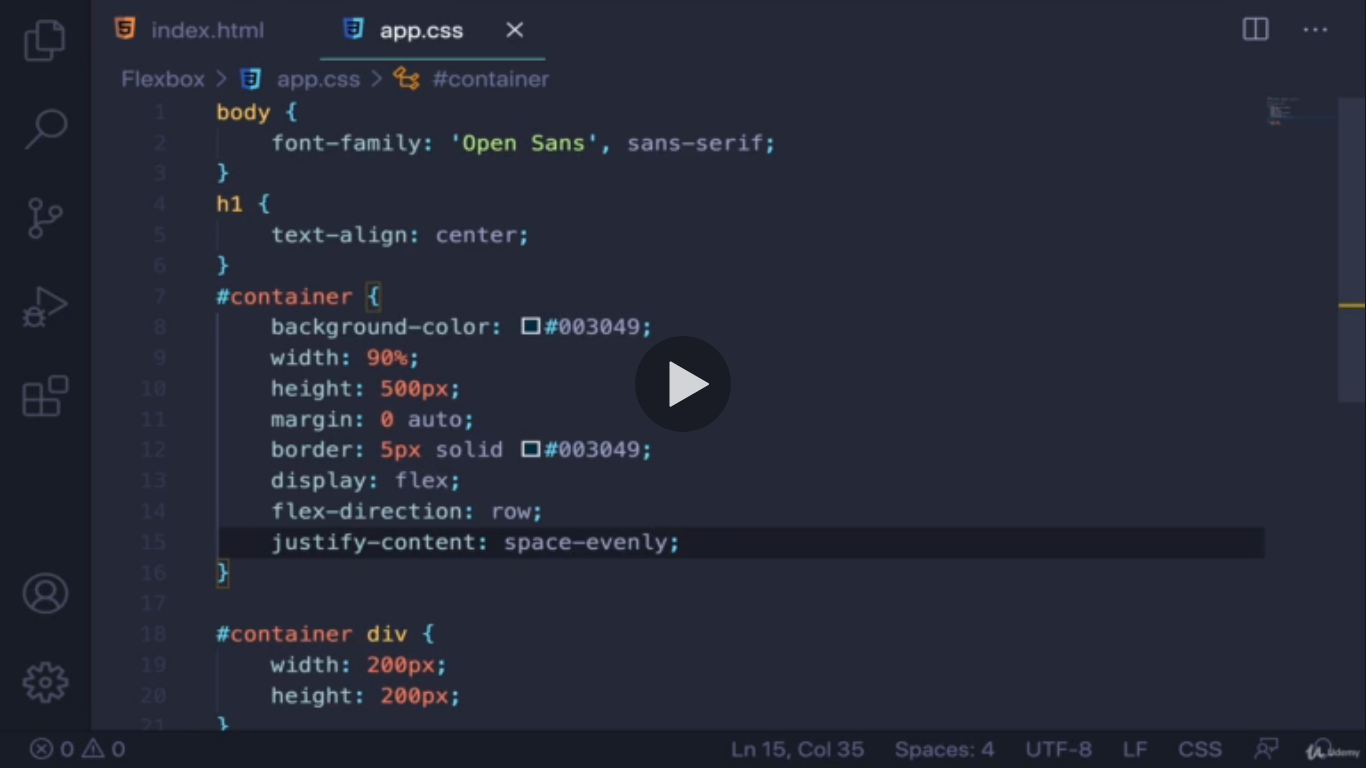 index.html app.css
Flexbox > app.css > #container
1 body {
2 font-family: 'Open Sans', sans-serif;
3 }
4 h1 {
5 text-align: center;
6 }
7 #container {
8 background-color: #003049;
9 width: 90%;
10 height: 500px;
11 margin: 0 auto;
12 border: 5px solid #003049;
13 display: flex;
14 flex-direction: row;
15 justify-content: space-evenly;
16 }
17
18 #container div {
19 width: 200px;
20 height: 200px;
21 }
0 0 Ln 15, Col 35 Spaces: 4 UTF-8 LF CSS Udemy